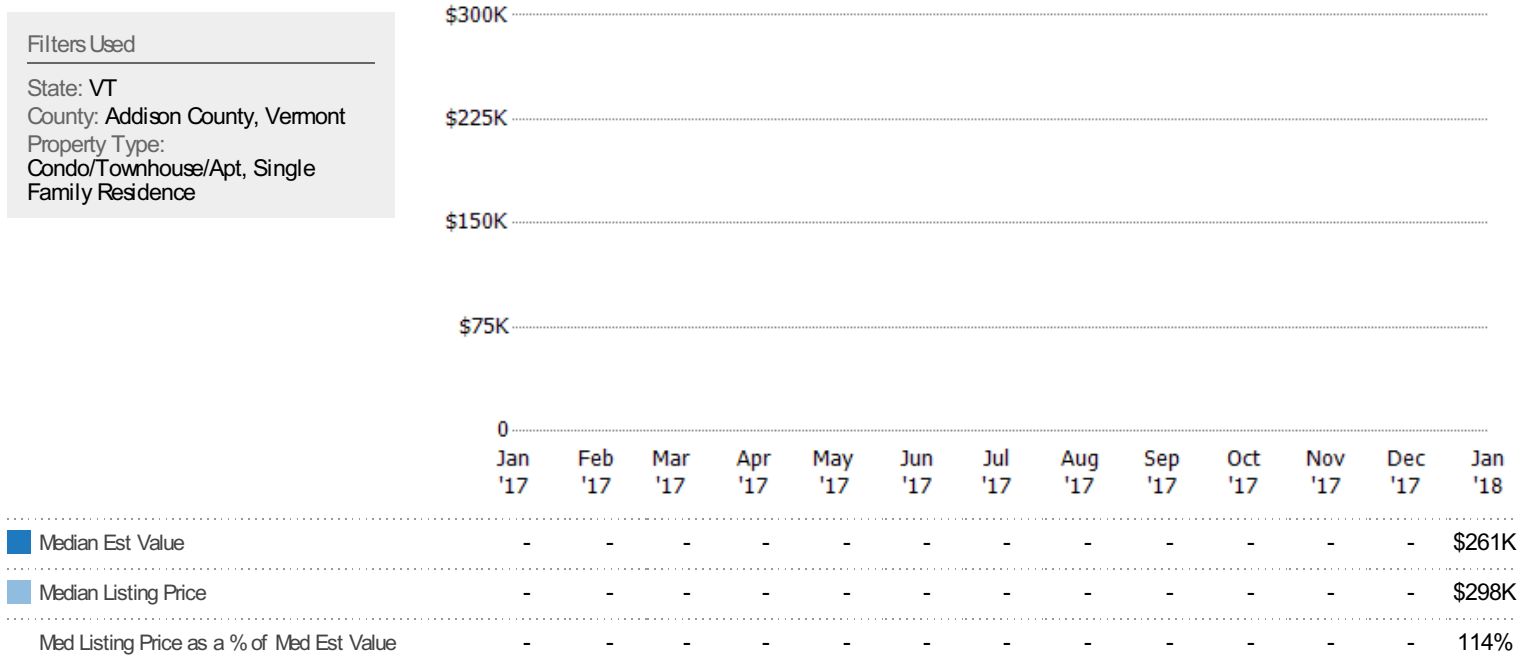 Filters Used
State: VT
County: Addison County, Vermont
Property Type:
Condo/Townhouse/Apt, Single
Family Residence
$300K
$225K
$150K
$75K
0
Jan Feb Mar Apr May Jun Jul Aug Sep Oct Nov Dec Jan
'17 '17 '17 '17 '17 '17 '17 '17 '17 '17 '17 '17 '18
Median Est Value - - - - - - - - - - - - $261K
Median Listing Price - - - - - - - - - - - - $298K
Med Listing Price as a % of Med Est Value - - - - - - - - - - - - 114%